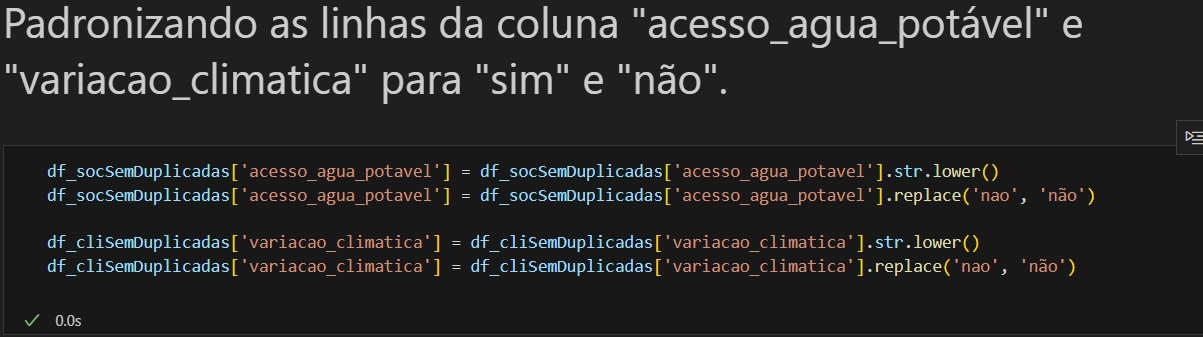 Padronizando as linhas da coluna "acesso_agua_potável" e
"variacao_climatica" para "sim" e "não".
df_socSemDuplicadas['acesso_agua_potavel'] = df_socSemDuplicadas['acesso_agua_potavel'].str.lower()
df_socSemDuplicadas['acesso_agua_potavel'] = df_socSemDuplicadas['acesso_agua_potavel'].replace('nao', 'não')
df_cliSemDuplicadas['variacao_climatica'] = df_cliSemDuplicadas['variacao_climatica'].str.lower()
df_cliSemDuplicadas['variacao_climatica'] = df_cliSemDuplicadas['variacao_climatica'].replace('nao', 'não')
0.0s